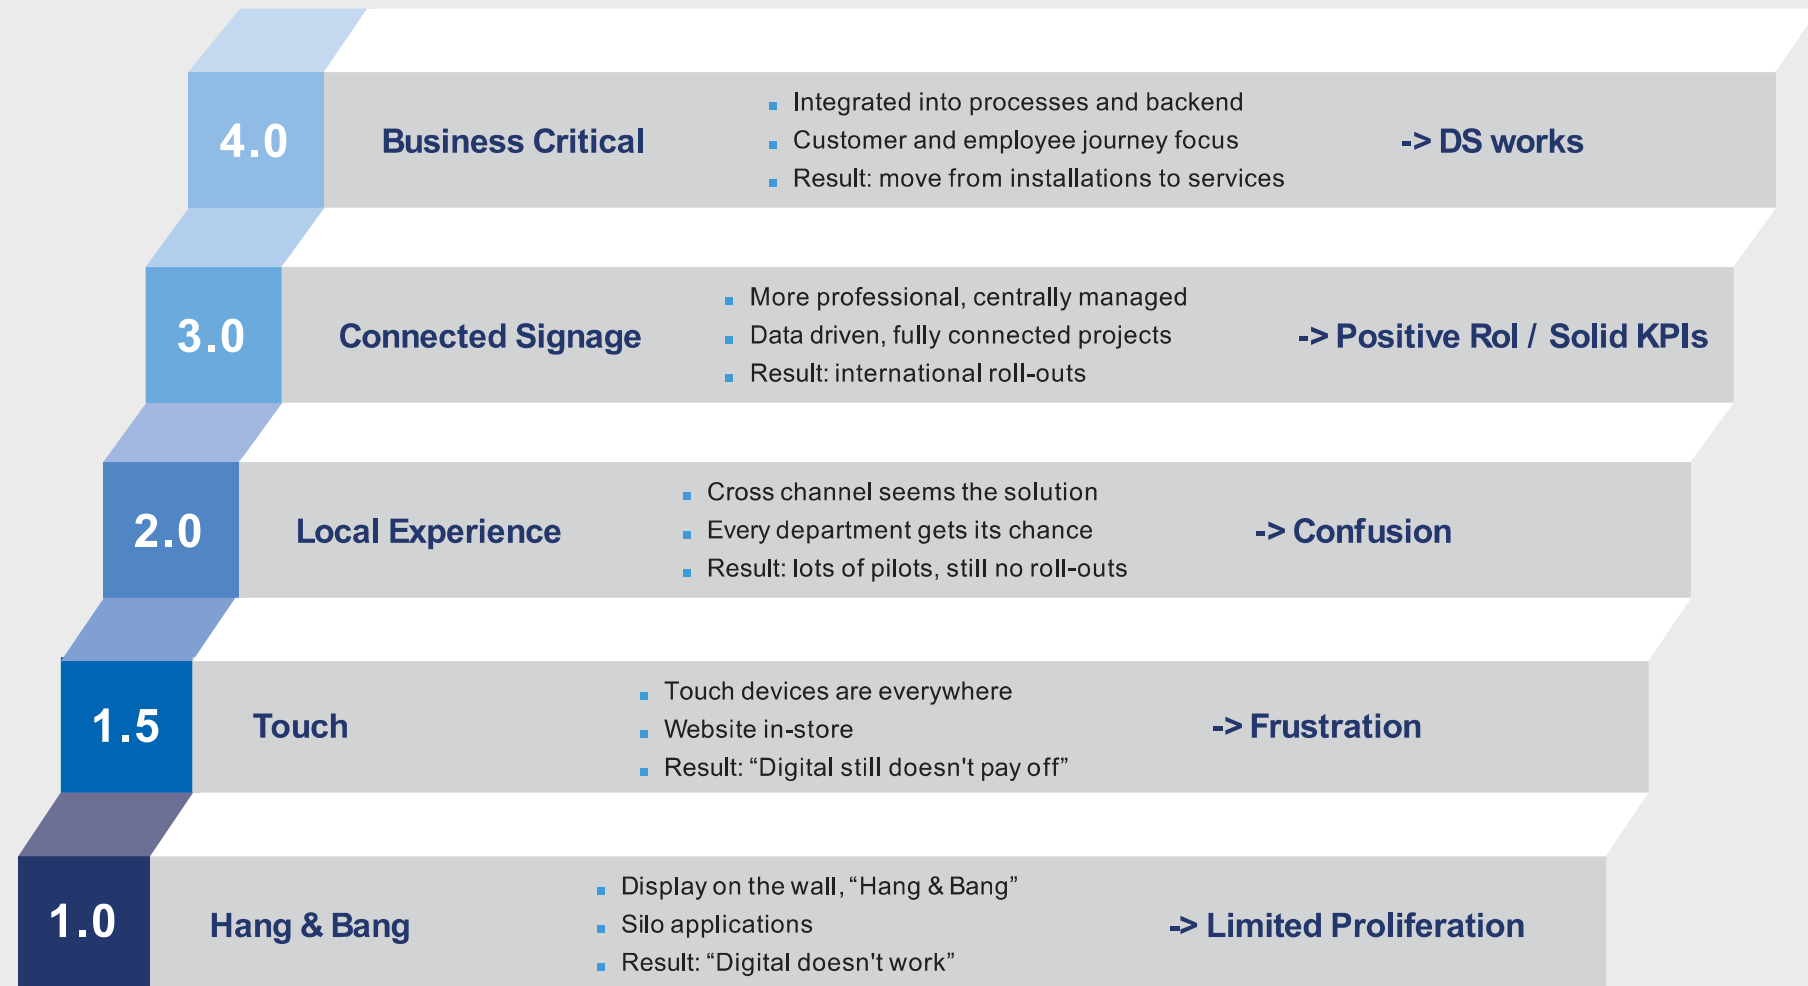 4.0
Business Critical
Integrated into processes and backend
Customer and employee journey focus
Result: move from installations to services
-> DS works
3.0
Connected Signage
More professional, centrally managed
Data driven, fully connected projects
Result: international roll-outs
-> Positive RoI / Solid KPIs
2.0
Local Experience
Cross channel seems the solution
Every department gets its chance
Result: lots of pilots, still no roll-outs
-> Confusion
1.5
Touch
Touch devices are everywhere
Website in-store
Result: “Digital still doesn't pay off”
-> Frustration
1.0
Hang & Bang
Display on the wall, “Hang & Bang”
Silo applications
Result: “Digital doesn't work”
-> Limited Proliferation